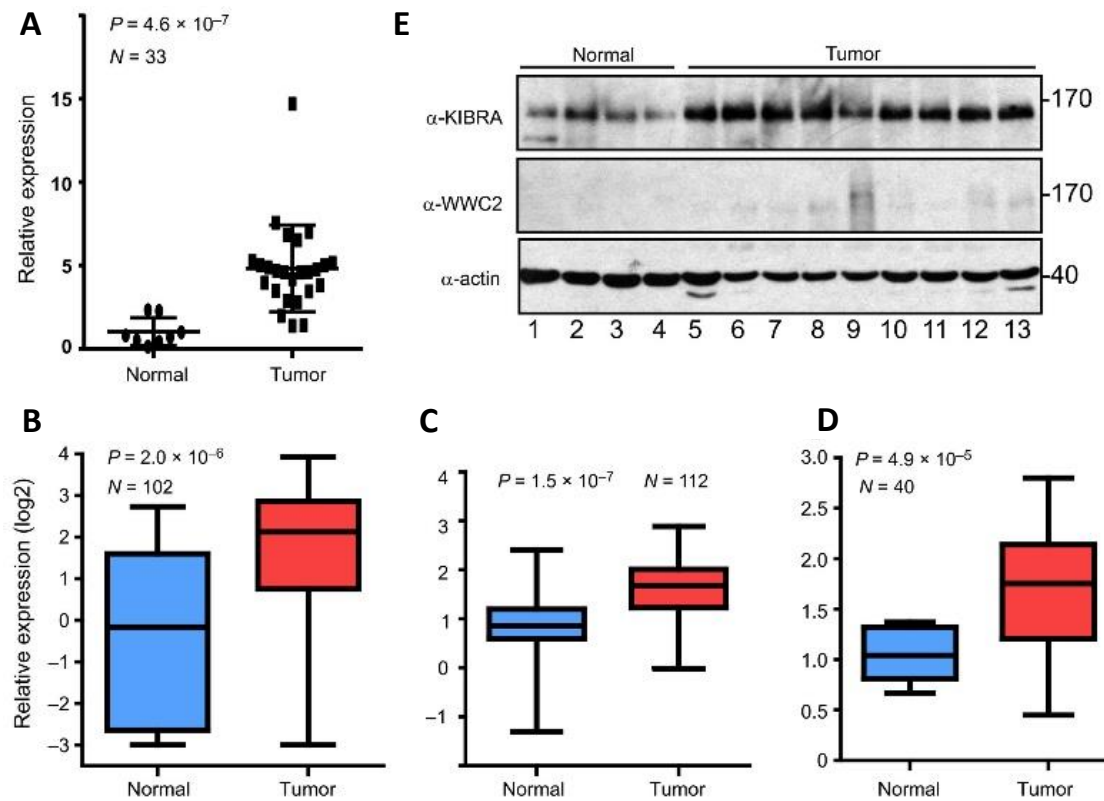 A
P = 4.6 × 10⁻⁷
N = 33
Relative expression
15
10
5
0
Normal
Tumor
E
Normal
Tumor
α-KIBRA
-170
α-WWC2
-170
α-actin
-40
1 2 3 4 5 6 7 8 9 10 11 12 13
B
P = 2.0 × 10⁻⁶
N = 102
Relative expression (log2)
4
3
2
1
0
–1
–2
–3
Normal
Tumor
C
P = 1.5 × 10⁻⁷
N = 112
4
3
2
1
0
–1
Normal
Tumor
D
P = 4.9 × 10⁻⁵
N = 40
3.0
2.5
2.0
1.5
1.0
0.5
0
Normal
Tumor